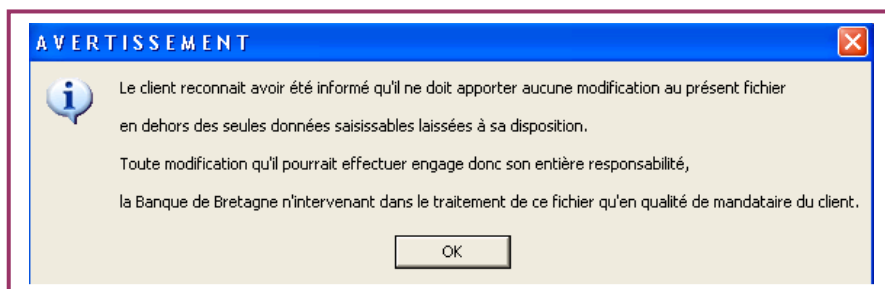 AVERTISSEMENT
Le client reconnait avoir été informé qu'il ne doit apporter aucune modification au présent fichier
en dehors des seules données saisissables laissées à sa disposition.
Toute modification qu'il pourrait effectuer engage donc son entière responsabilité,
la Banque de Bretagne n'intervenant dans le traitement de ce fichier qu'en qualité de mandataire du client.
OK